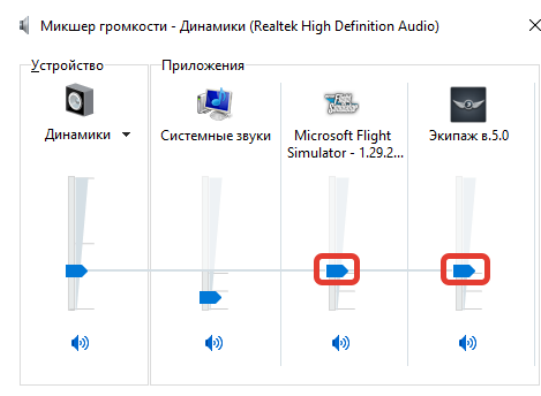 Микшер громкости - Динамики (Realtek High Definition Audio)
Устройство
Приложения
Динамики
Системные звуки
Microsoft Flight
Simulator - 1.29.2...
Экипаж в.5.0